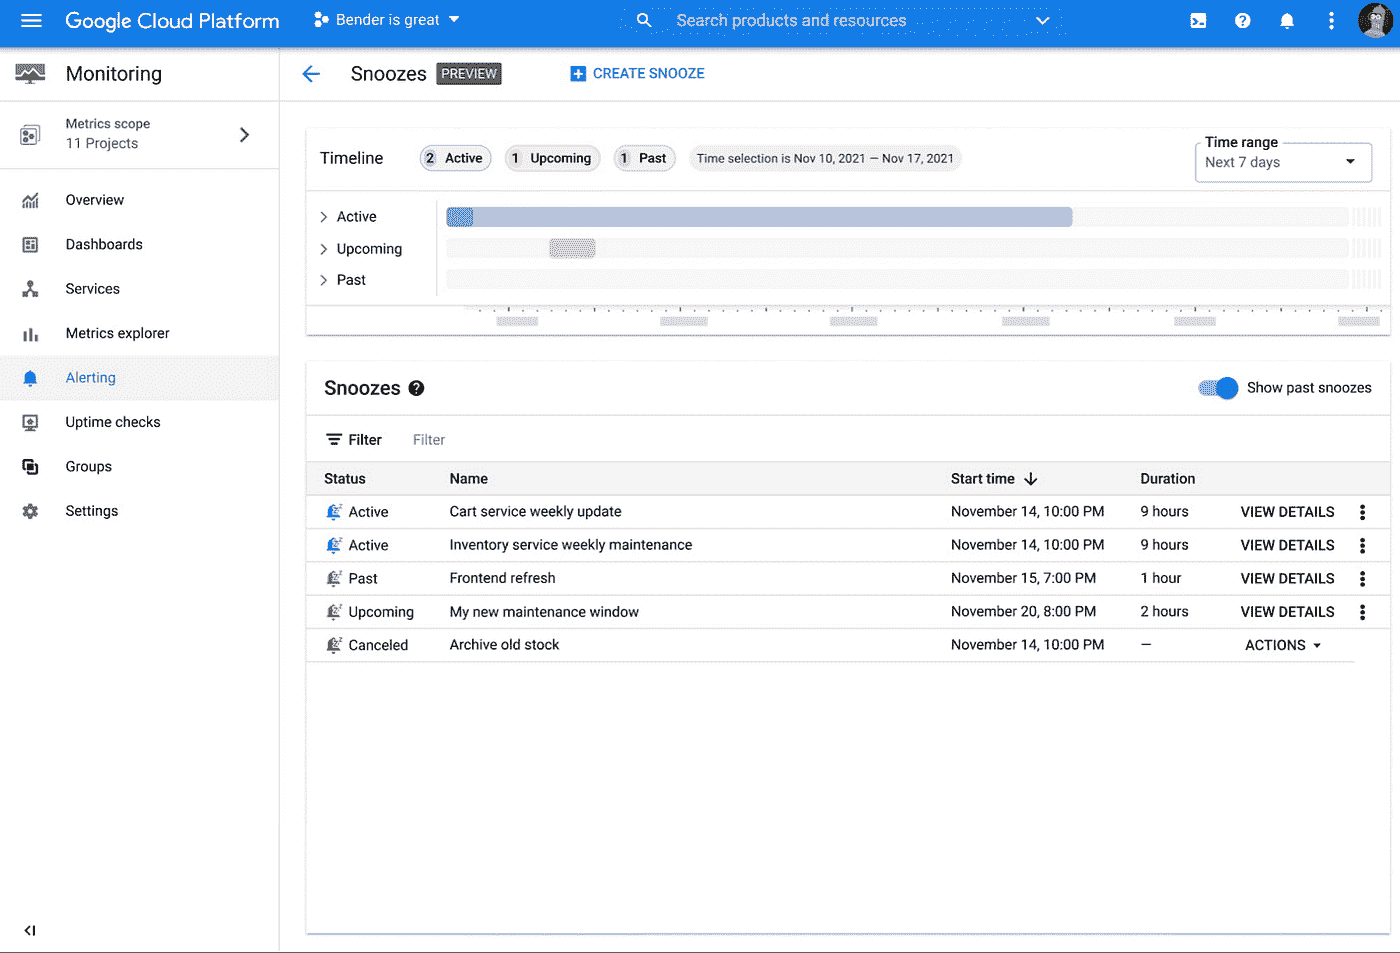 Google Cloud Platform
Bender is great
Search products and resources
Monitoring
Snoozes PREVIEW
CREATE SNOOZE
Metrics scope
11 Projects
Overview
Dashboards
Services
Metrics explorer
Alerting
Uptime checks
Groups
Settings
Timeline
2 Active
1 Upcoming
1 Past
Time selection is Nov 10, 2021 — Nov 17, 2021
Time range
Next 7 days
Active
Upcoming
Past
Snoozes
Show past snoozes
Filter Filter
Status Name Start time Duration
Active Cart service weekly update November 14, 10:00 PM 9 hours VIEW DETAILS
Active Inventory service weekly maintenance November 14, 10:00 PM 9 hours VIEW DETAILS
Past Frontend refresh November 15, 7:00 PM 1 hour VIEW DETAILS
Upcoming My new maintenance window November 20, 8:00 PM 2 hours VIEW DETAILS
Canceled Archive old stock November 14, 10:00 PM — ACTIONS